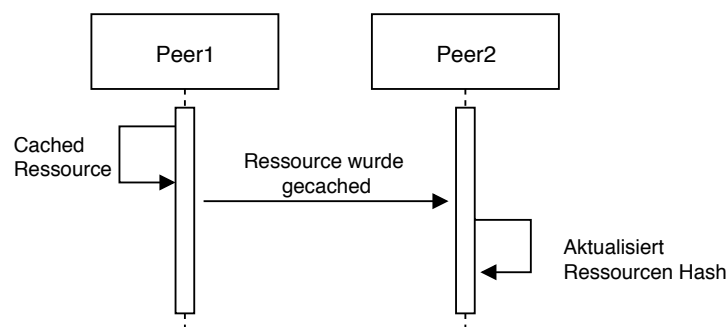 Peer1
Peer2
Cached
Ressource
Ressource wurde
gecached
Aktualisiert
Ressourcen Hash